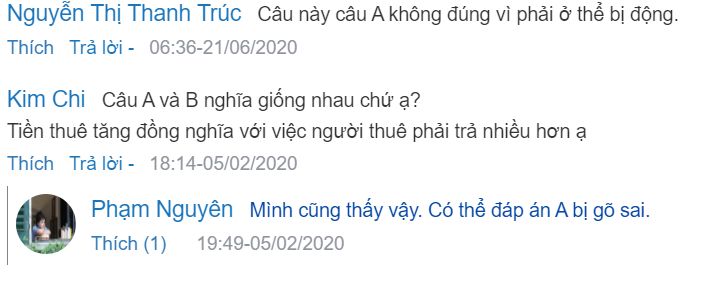 Nguyễn Thị Thanh Trúc Câu này câu A không đúng vì phải ở thể bị động.
Thích Trả lời - 06:36-21/06/2020
Kim Chi Câu A và B nghĩa giống nhau chứ ạ?
Tiền thuê tăng đồng nghĩa với việc người thuê phải trả nhiều hơn ạ
Thích Trả lời - 18:14-05/02/2020
Phạm Nguyên Mình cũng thấy vậy. Có thể đáp án A bị gõ sai.
Thích (1) 19:49-05/02/2020